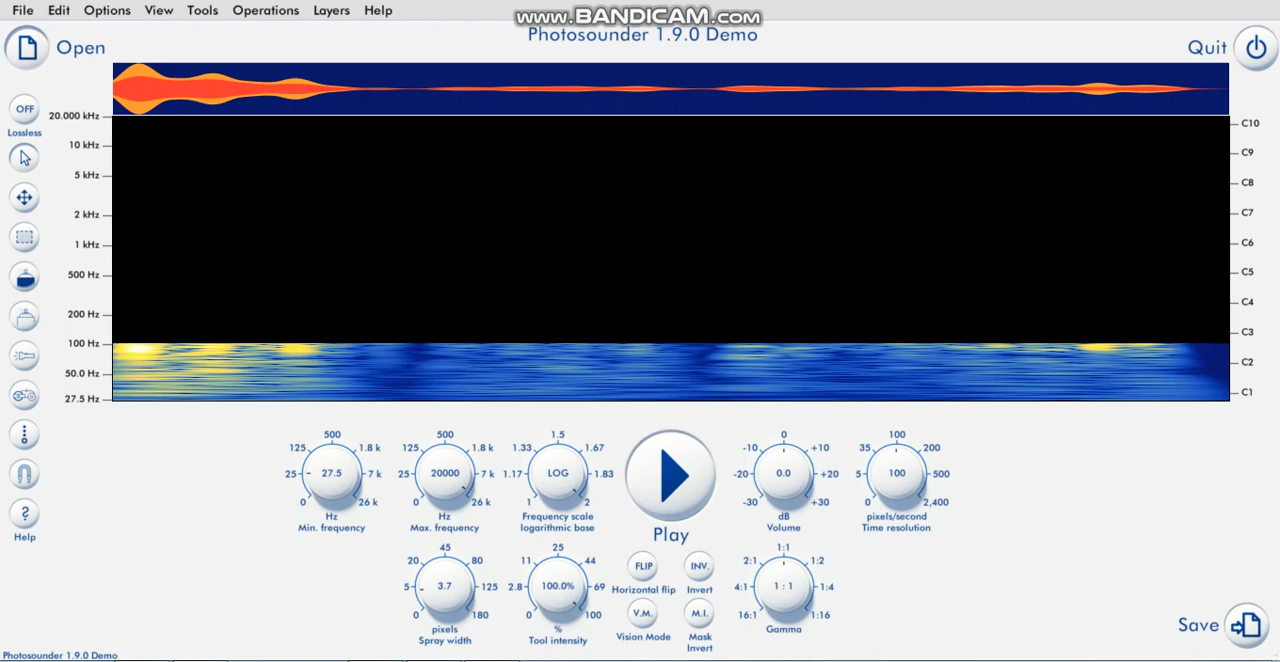 File Edit Options View Tools Operations Layers Help
www.BANDICAM.com
Photosounder 1.9.0 Demo
Open
Quit
OFF
Lossless
20.000 kHz
10 kHz
5 kHz
2 kHz
1 kHz
500 Hz
200 Hz
100 Hz
50.0 Hz
27.5 Hz
C10
C9
C8
C7
C6
C5
C4
C3
C2
C1
?
Help
0 25 125 500 1.8 k 7 k 26 k
27.5
Hz
Min. frequency
0 25 125 500 1.8 k 7 k 26 k
20000
Hz
Max. frequency
1 1.17 1.33 1.5 1.67 1.83 2
LOG
Frequency scale
logarithmic base
Play
-30 -20 -10 0 +10 +20 +30
0.0
dB
Volume
0 5 35 100 200 500 2,400
100
pixels/second
Time resolution
0 5 20 45 80 125 180
3.7
pixels
Spray width
0 2.8 11 25 44 69 100
100.0%
%
Tool intensity
FLIP
Horizontal flip
INV.
Invert
V.M.
Vision Mode
M.I.
Mask
Invert
16:1 4:1 2:1 1:1 1:2 1:4 1:16
1 : 1
Gamma
Save
Photosounder 1.9.0 Demo